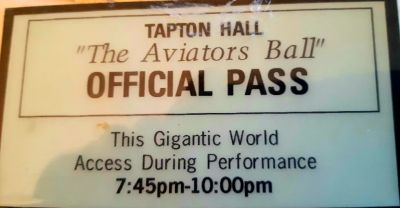 TAPTON HALL
"The Aviators Ball"
OFFICIAL PASS
This Gigantic World
Access During Performance
7:45pm-10:00pm